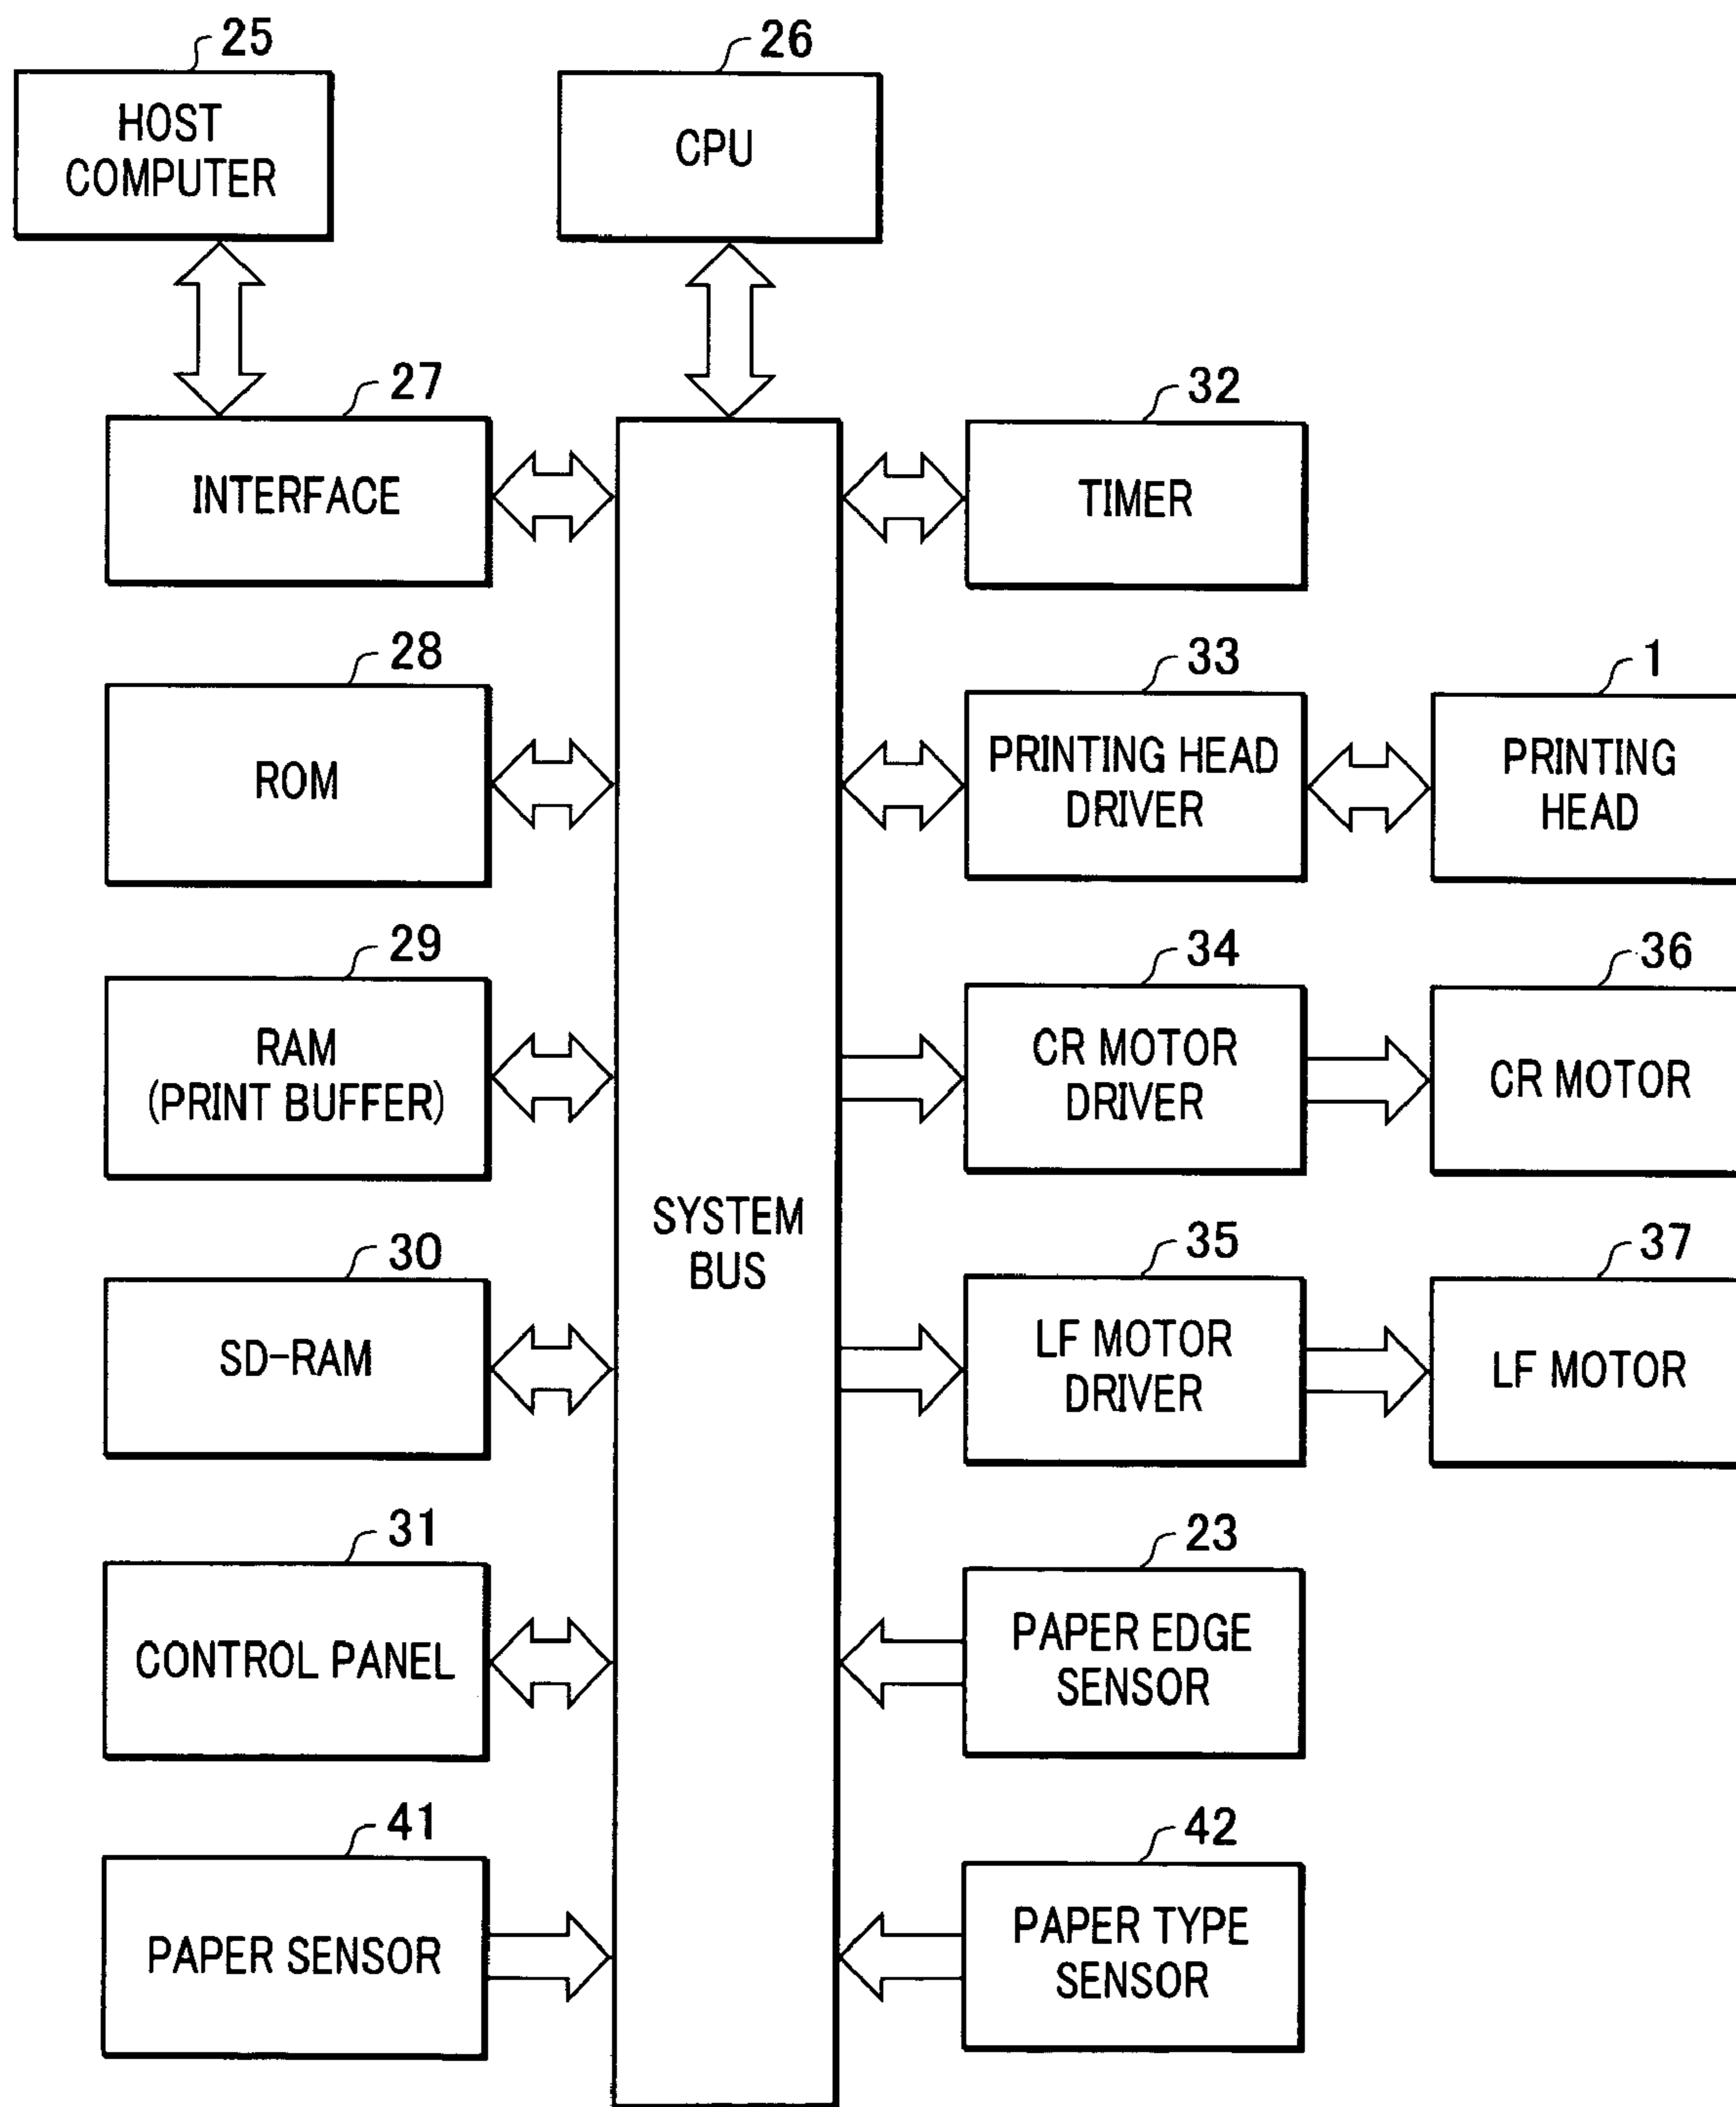 25
HOST
COMPUTER
26
CPU
27
INTERFACE
32
TIMER
28
ROM
33
PRINTING HEAD
DRIVER
1
PRINTING
HEAD
29
RAM
(PRINT BUFFER)
34
CR MOTOR
DRIVER
36
CR MOTOR
SYSTEM
BUS
30
SD-RAM
35
LF MOTOR
DRIVER
37
LF MOTOR
31
CONTROL PANEL
23
PAPER EDGE
SENSOR
41
PAPER SENSOR
42
PAPER TYPE
SENSOR